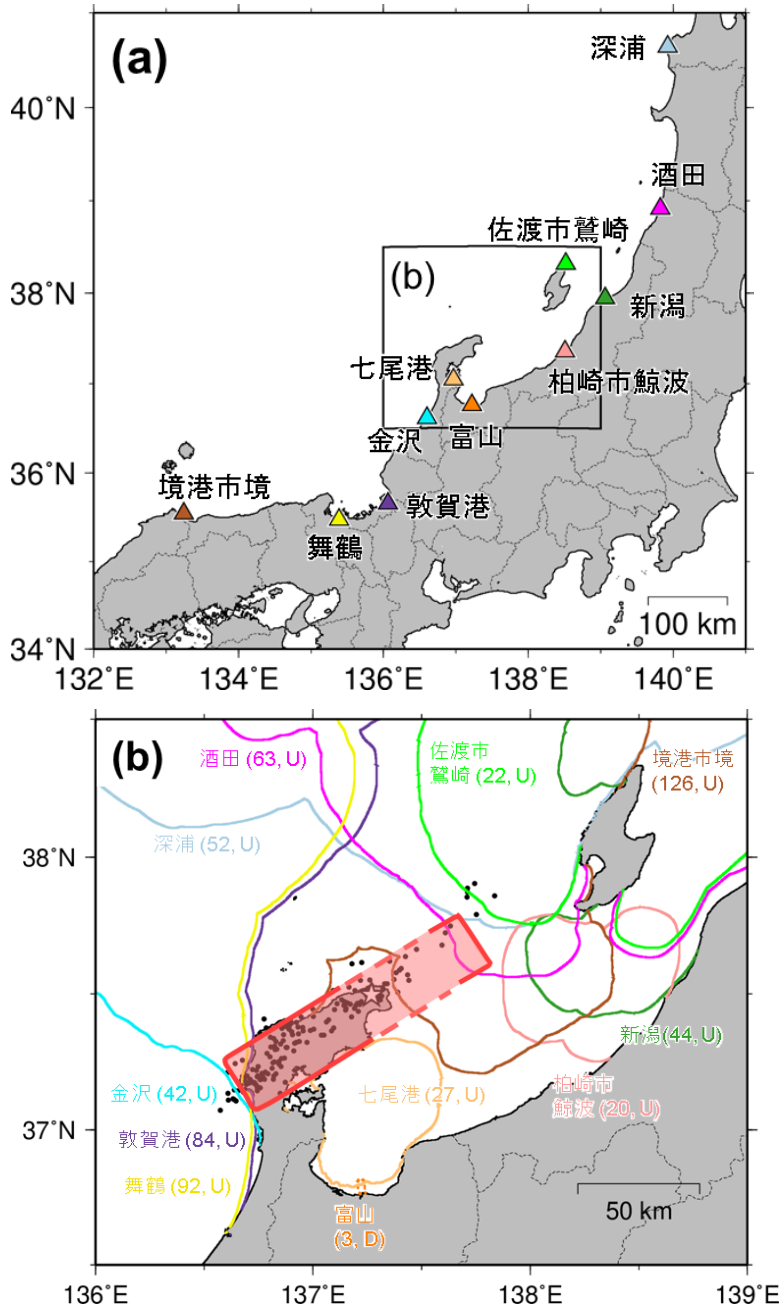 (a)
深浦
40˚N
酒田
佐渡市鷲崎
(b)
38˚N
新潟
七尾港
柏崎市鯨波
金沢
富山
36˚N
境港市境
敦賀港
舞鶴
100 km
34˚N
132˚E
134˚E
136˚E
138˚E
140˚E
(b)
酒田 (63, U)
佐渡市
鷲崎 (22, U)
境港市境
(126, U)
深浦 (52, U)
38˚N
新潟(44, U)
金沢 (42, U)
七尾港 (27, U)
柏崎市
鯨波 (20, U)
37˚N
敦賀港 (84, U)
舞鶴 (92, U)
富山
(3, D)
50 km
136˚E
137˚E
138˚E
139˚E